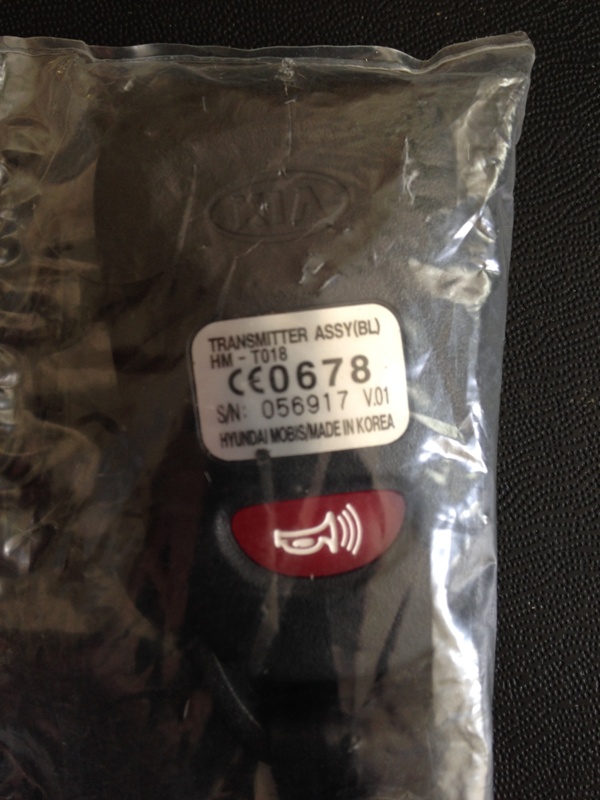 KIA
TRANSMITTER ASSY(BL)
HM - T018
CE0678
S/N: 056917 V.01
HYUNDAI MOBIS/MADE IN KOREA